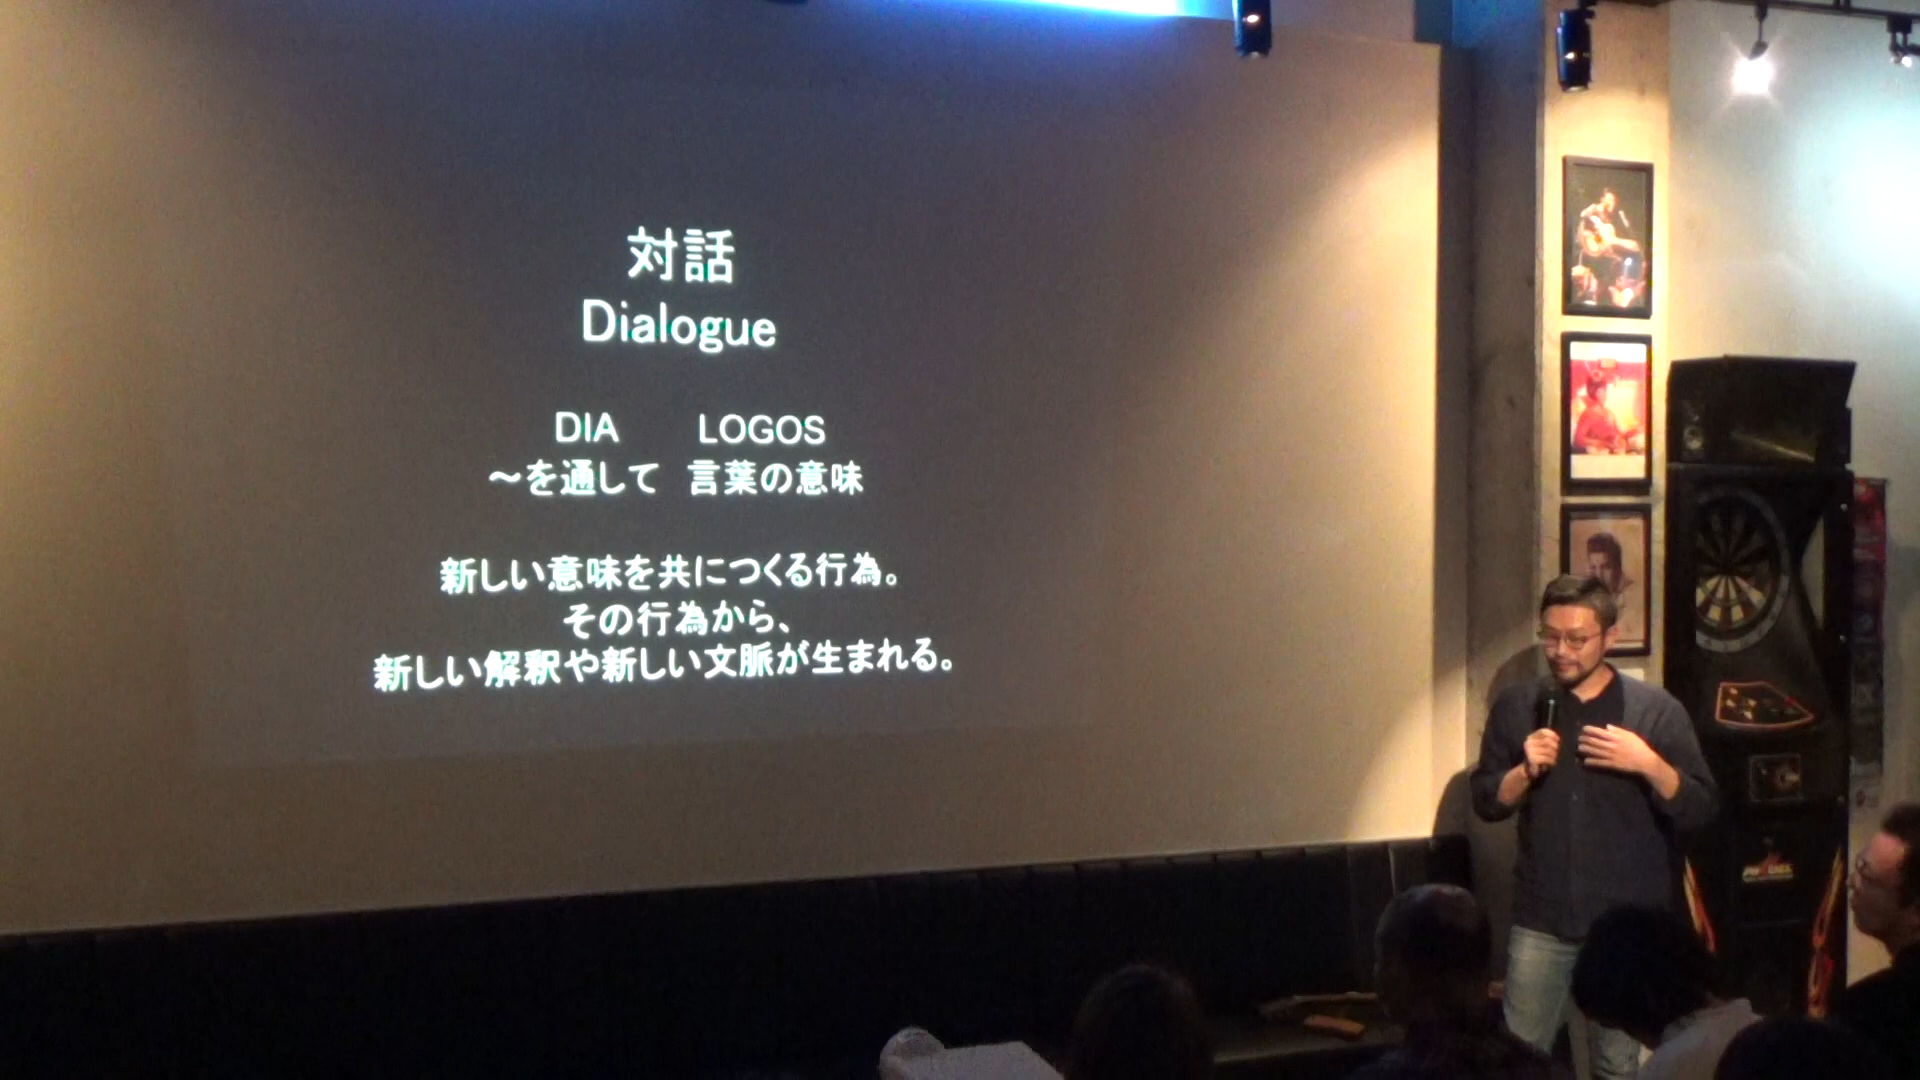 対話
Dialogue
DIA LOGOS
～を通して 言葉の意味
新しい意味を共につくる行為。
その行為から、
新しい解釈や新しい文脈が生まれる。